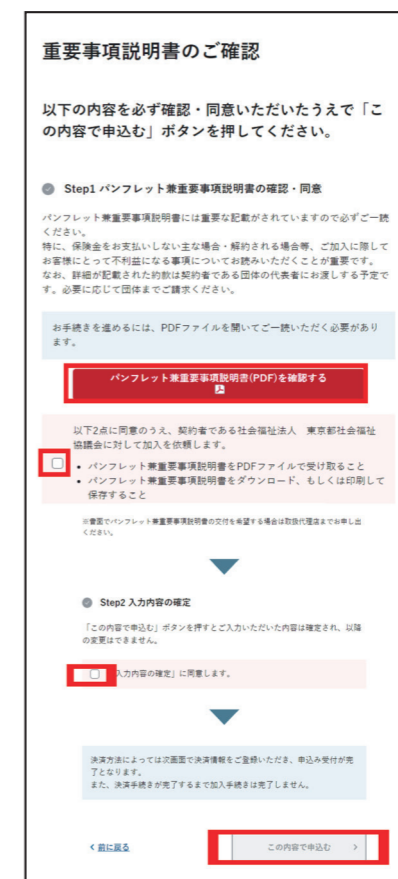 重要事項説明書のご確認
以下の内容を必ず確認・同意いただいたうえで「こ
の内容で申込む」ボタンを押してください。
Step1 パンフレット兼重要事項説明書の確認・同意
パンフレット兼重要事項説明書には重要な記載がされていますので必ずご一読
ください。
特に、保険金をお支払いしない主な場合・解約される場合等、ご加入に際して
お客様にとって不利益になる事項についてお読みいただくことが重要です。
なお、詳細が記載された約款は契約者である団体の代表者にお渡しする予定で
す。必要に応じて団体までご請求ください。
お手続きを進めるには、PDFファイルを開いてご一読いただく必要があり
ます。
パンフレット兼重要事項説明書(PDF)を確認する
以下2点に同意のうえ、契約者である社会福祉法人 東京都社会福祉
協議会に対して加入を依頼します。
• パンフレット兼重要事項説明書をPDFファイルで受け取ること
• パンフレット兼重要事項説明書をダウンロード、もしくは印刷して
保存すること
※書面でパンフレット兼重要事項説明書の交付を希望する場合は取扱代理店までお申し出
ください。
Step2 入力内容の確定
「この内容で申込む」ボタンを押すとご入力いただいた内容は確定され、以降
の変更はできません。
入力内容の確定」に同意します。
決済方法によっては次画面で決済情報をご登録いただき、申込み受付が完
了となります。
また、決済手続きが完了するまで加入手続きは完了しません。
< 前に戻る
この内容で申込む >